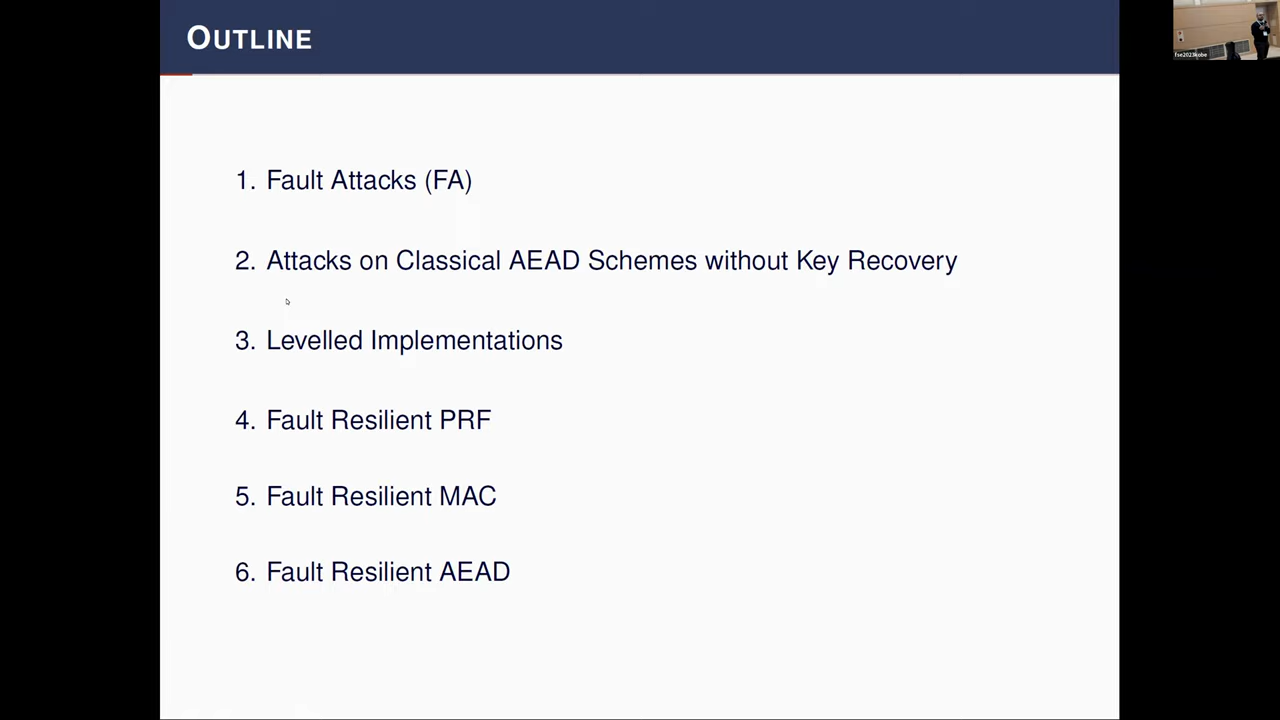 OUTLINE
1. Fault Attacks (FA)
2. Attacks on Classical AEAD Schemes without Key Recovery
3. Levelled Implementations
4. Fault Resilient PRF
5. Fault Resilient MAC
6. Fault Resilient AEAD
fse2023kobe